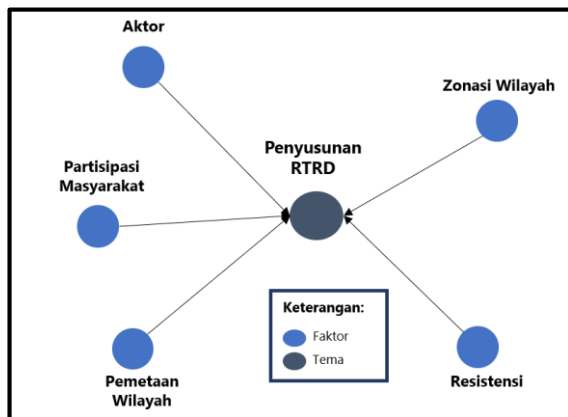 Aktor
Zonasi Wilayah
Penyusunan
RTRD
Partisipasi
Masyarakat
Keterangan:
Faktor
Tema
Pemetaan
Wilayah
Resistensi